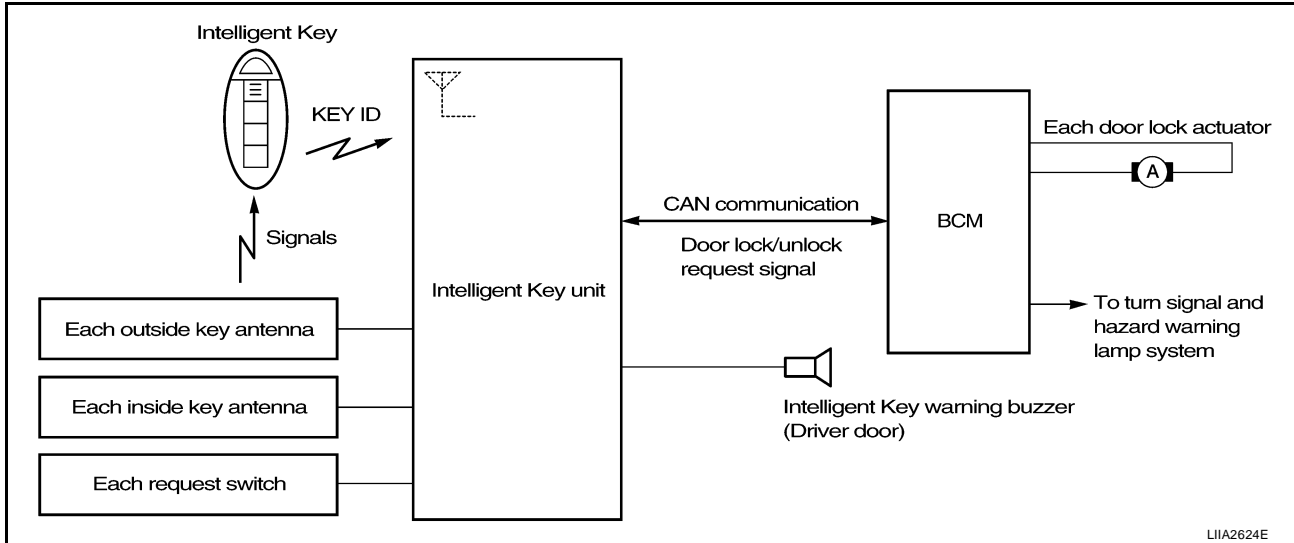 Intelligent Key
KEY ID
Signals
Each outside key antenna
Each inside key antenna
Each request switch
Intelligent Key unit
CAN communication
Door lock/unlock
request signal
Intelligent Key warning buzzer
(Driver door)
BCM
Each door lock actuator
A
To turn signal and
hazard warning
lamp system
LIIA2624E